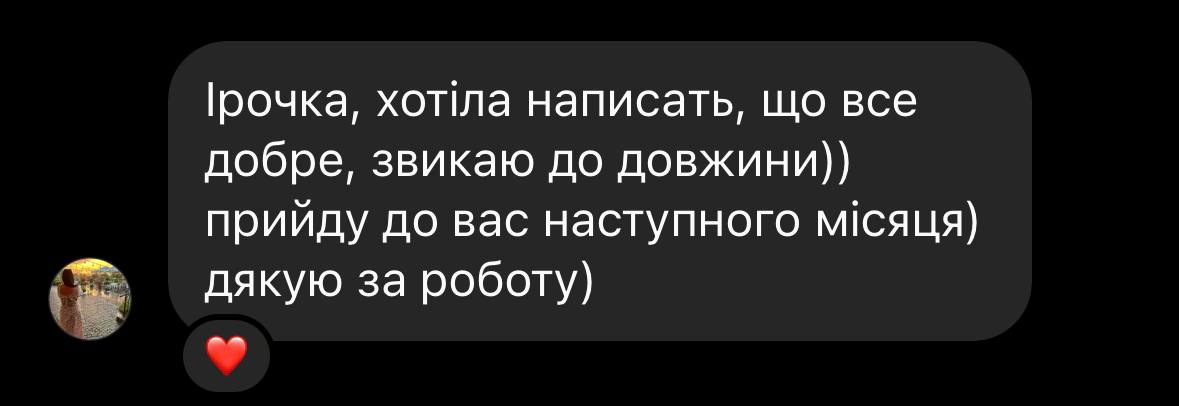 Ірочка, хотіла написать, що все
добре, звикаю до довжини))
прийду до вас наступного місяця)
дякую за роботу)